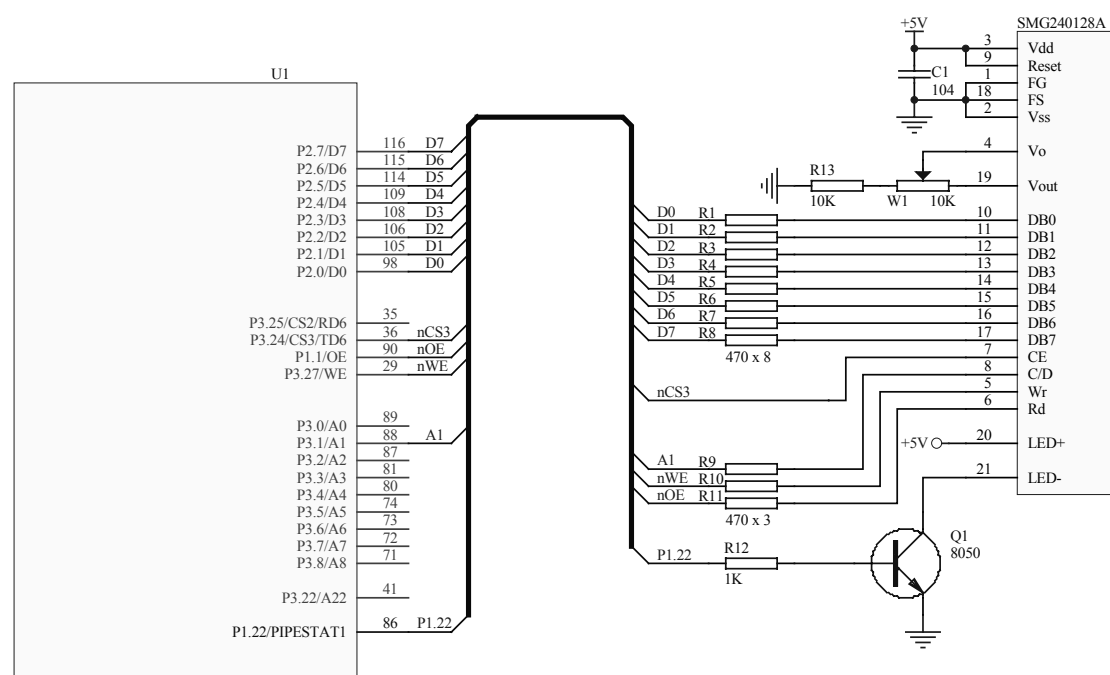 +5V
SMG240128A
3 Vdd
9 Reset
C1
1 FG
104
18 FS
2 Vss
U1
4 Vo
R13
19 Vout
10K W1 10K
P2.7/D7 116 D7
P2.6/D6 115 D6
P2.5/D5 114 D5
P2.4/D4 109 D4
P2.3/D3 108 D3
P2.2/D2 106 D2
P2.1/D1 105 D1
P2.0/D0 98 D0
D0 R1 10 DB0
D1 R2 11 DB1
D2 R3 12 DB2
D3 R4 13 DB3
D4 R5 14 DB4
D5 R6 15 DB5
D6 R7 16 DB6
D7 R8 17 DB7
470 x 8
P3.25/CS2/RD6 35
P3.24/CS3/TD6 36 nCS3
P1.1/OE 90 nOE
P3.27/WE 29 nWE
7 CE
8 C/D
nCS3
5 Wr
6 Rd
P3.0/A0 89
P3.1/A1 88 A1
P3.2/A2 87
P3.3/A3 81
P3.4/A4 80
P3.5/A5 74
P3.6/A6 73
P3.7/A7 72
P3.8/A8 71
+5V 20 LED+
A1 R9
21 LED-
nWE R10
nOE R11
470 x 3
Q1
8050
P1.22 R12
1K
P3.22/A22 41
P1.22/PIPESTAT1 86 P1.22